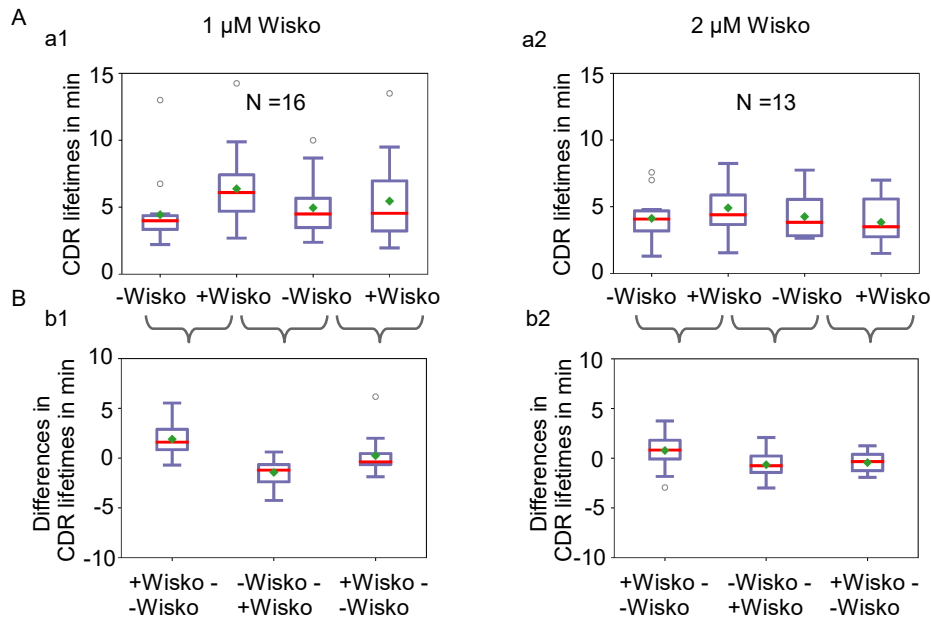 A
1 µM Wisko
2 µM Wisko
a1
a2
CDR lifetimes in min
15
10
5
0
N =16
-Wisko +Wisko -Wisko +Wisko
CDR lifetimes in min
15
10
5
0
N =13
-Wisko +Wisko -Wisko +Wisko
B
b1
b2
Differences in
CDR lifetimes in min
10
5
0
-5
-10
+Wisko - -Wisko - +Wisko -
-Wisko +Wisko -Wisko
Differences in
CDR lifetimes in min
10
5
0
-5
-10
+Wisko - -Wisko - +Wisko -
-Wisko +Wisko -Wisko